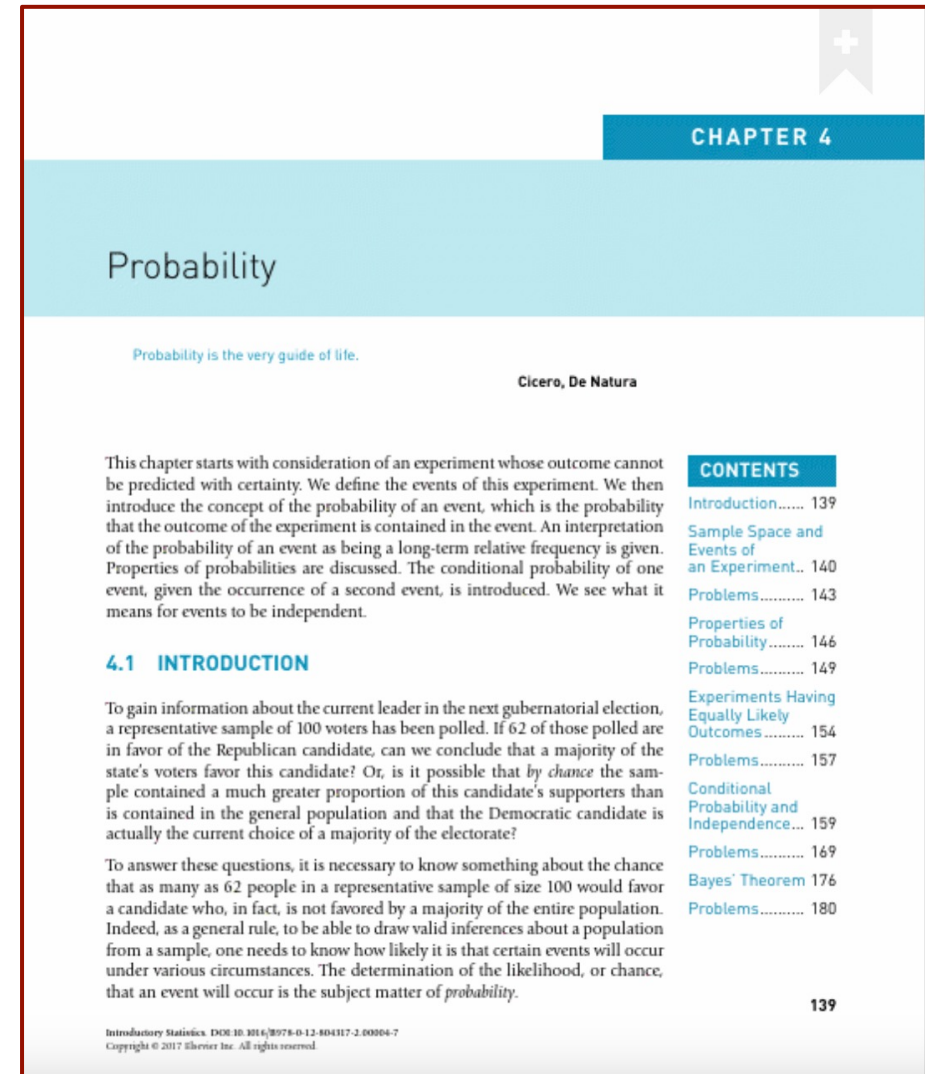 CHAPTER 4
Probability
Probability is the very guide of life.
Cicero, De Natura
This chapter starts with consideration of an experiment whose outcome cannot
be predicted with certainty. We define the events of this experiment. We then
introduce the concept of the probability of an event, which is the probability
that the outcome of the experiment is contained in the event. An interpretation
of the probability of an event as being a long-term relative frequency is given.
Properties of probabilities are discussed. The conditional probability of one
event, given the occurrence of a second event, is introduced. We see what it
means for events to be independent.
4.1 INTRODUCTION
To gain information about the current leader in the next gubernatorial election,
a representative sample of 100 voters has been polled. If 62 of those polled are
in favor of the Republican candidate, can we conclude that a majority of the
state's voters favor this candidate? Or, is it possible that by chance the sam-
ple contained a much greater proportion of this candidate's supporters than
is contained in the general population and that the Democratic candidate is
actually the current choice of a majority of the electorate?
To answer these questions, it is necessary to know something about the chance
that as many as 62 people in a representative sample of size 100 would favor
a candidate who, in fact, is not favored by a majority of the entire population.
Indeed, as a general rule, to be able to draw valid inferences about a population
from a sample, one needs to know how likely it is that certain events will occur
under various circumstances. The determination of the likelihood, or chance,
that an event will occur is the subject matter of probability.
CONTENTS
Introduction...... 139
Sample Space and
Events of
an Experiment.. 140
Problems.......... 143
Properties of
Probability........ 146
Problems.......... 149
Experiments Having
Equally Likely
Outcomes......... 154
Problems.......... 157
Conditional
Probability and
Independence... 159
Problems.......... 169
Bayes' Theorem 176
Problems.......... 180
139
Introductory Statistics. DOI:10.1016/B978-0-12-804317-2.00004-7
Copyright © 2017 Elsevier Inc. All rights reserved.